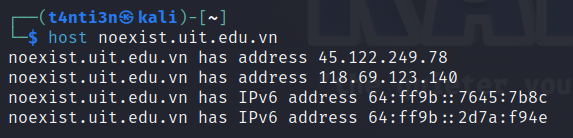 ┌──(t4nti3n㉿kali)-[~]
└─$ host noexist.uit.edu.vn
noexist.uit.edu.vn has address 45.122.249.78
noexist.uit.edu.vn has address 118.69.123.140
noexist.uit.edu.vn has IPv6 address 64:ff9b::7645:7b8c
noexist.uit.edu.vn has IPv6 address 64:ff9b::2d7a:f94e